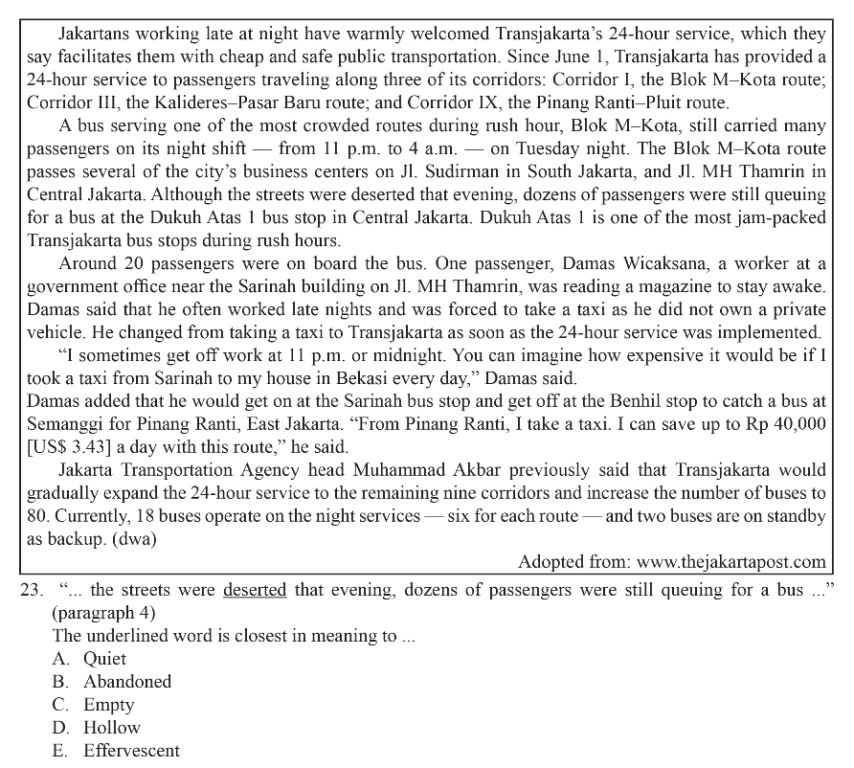 Jakartans working late at night have warmly welcomed Transjakarta’s 24-hour service, which they
say facilitates them with cheap and safe public transportation. Since June 1, Transjakarta has provided a
24-hour service to passengers traveling along three of its corridors: Corridor I, the Blok M–Kota route;
Corridor III, the Kalideres–Pasar Baru route; and Corridor IX, the Pinang Ranti–Pluit route.
A bus serving one of the most crowded routes during rush hour, Blok M–Kota, still carried many
passengers on its night shift — from 11 p.m. to 4 a.m. — on Tuesday night. The Blok M–Kota route
passes several of the city’s business centers on Jl. Sudirman in South Jakarta, and Jl. MH Thamrin in
Central Jakarta. Although the streets were deserted that evening, dozens of passengers were still queuing
for a bus at the Dukuh Atas 1 bus stop in Central Jakarta. Dukuh Atas 1 is one of the most jam-packed
Transjakarta bus stops during rush hours.
Around 20 passengers were on board the bus. One passenger, Damas Wicaksana, a worker at a
government office near the Sarinah building on Jl. MH Thamrin, was reading a magazine to stay awake.
Damas said that he often worked late nights and was forced to take a taxi as he did not own a private
vehicle. He changed from taking a taxi to Transjakarta as soon as the 24-hour service was implemented.
“I sometimes get off work at 11 p.m. or midnight. You can imagine how expensive it would be if I
took a taxi from Sarinah to my house in Bekasi every day,” Damas said.
Damas added that he would get on at the Sarinah bus stop and get off at the Benhil stop to catch a bus at
Semanggi for Pinang Ranti, East Jakarta. “From Pinang Ranti, I take a taxi. I can save up to Rp 40,000
[US$ 3.43] a day with this route,” he said.
Jakarta Transportation Agency head Muhammad Akbar previously said that Transjakarta would
gradually expand the 24-hour service to the remaining nine corridors and increase the number of buses to
80. Currently, 18 buses operate on the night services — six for each route — and two buses are on standby
as backup. (dwa)
Adopted from: www.thejakartapost.com
23. “... the streets were deserted that evening, dozens of passengers were still queuing for a bus ...”
(paragraph 4)
The underlined word is closest in meaning to ...
A. Quiet
B. Abandoned
C. Empty
D. Hollow
E. Effervescent